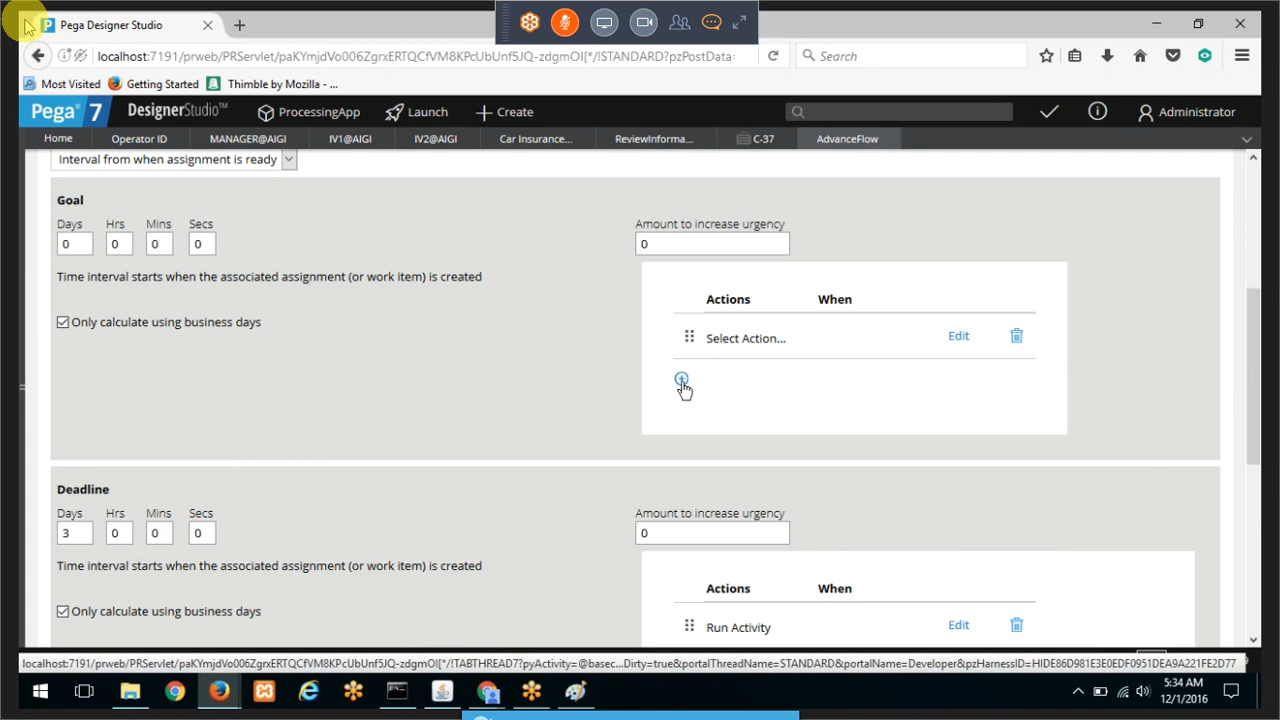 Pega Designer Studio
localhost:7191/prweb/PRServlet/paKYmjdVo006ZgrxERTQCfVM8KPcUbUnf5JQ-zdgmOI[*/!STANDARD?pzPostData=
Search
Most Visited
Getting Started
Thimble by Mozilla - ...
Pega 7
DesignerStudio™
ProcessingApp
Launch
Create
Administrator
Home
Operator ID
MANAGER@AIGI
IV1@AIGI
IV2@AIGI
Car Insurance...
ReviewInforma...
C-37
AdvanceFlow
Interval from when assignment is ready
Goal
Days Hrs Mins Secs
0 0 0 0
Time interval starts when the associated assignment (or work item) is created
Only calculate using business days
Amount to increase urgency
0
Actions When
Select Action... Edit
Deadline
Days Hrs Mins Secs
3 0 0 0
Time interval starts when the associated assignment (or work item) is created
Only calculate using business days
Amount to increase urgency
0
Actions When
Run Activity Edit
localhost:7191/prweb/PRServlet/paKYmjdVo006ZgrxERTQCfVM8KPcUbUnf5JQ-zdgmOI[*/!TABTHREAD7?pyActivity=@basec...Dirty=true&portalThreadName=STANDARD&portalName=Developer&pzHarnessID=HIDE86D981E3E0EDF0951DEA9A221FE2D77
5:34 AM
12/1/2016